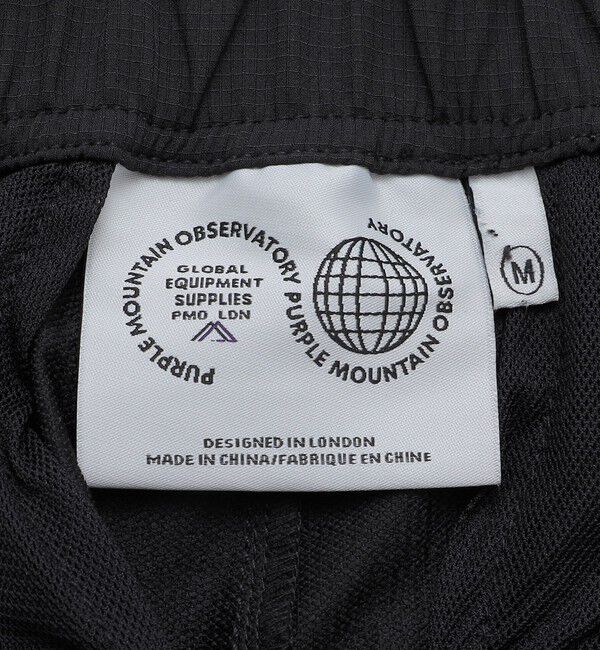 PURPLE MOUNTAIN OBSERVATORY PURPLE MOUNTAIN OBSERVATORY
GLOBAL
EQUIPMENT
SUPPLIES
PMO LDN
M
DESIGNED IN LONDON
MADE IN CHINA/FABRIQUE EN CHINE